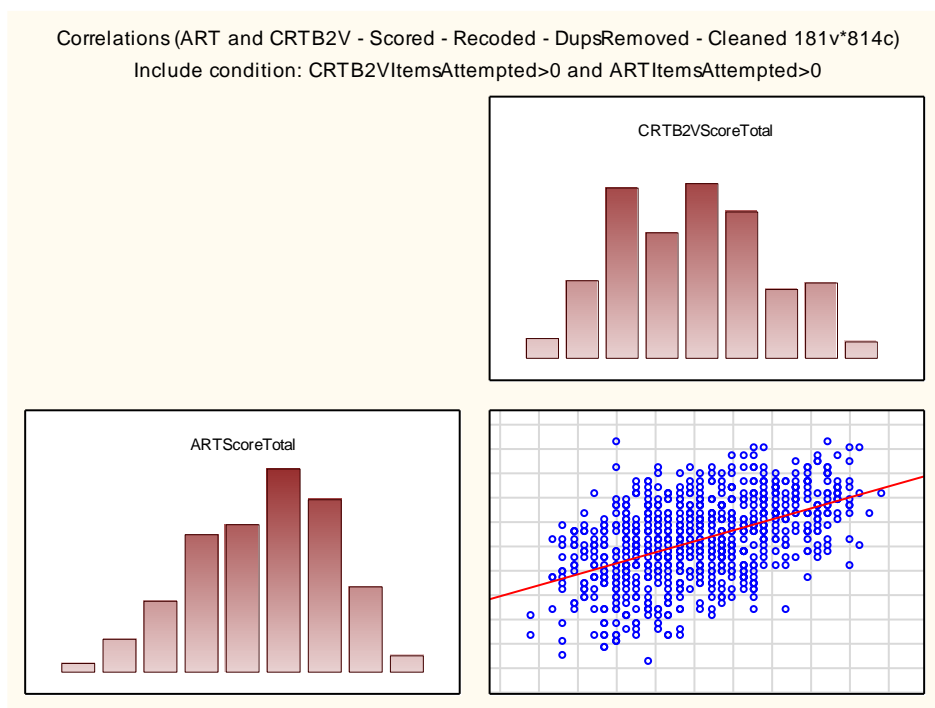 Correlations (ART and CRTB2V - Scored - Recoded - DupsRemoved - Cleaned 181v*814c)
Include condition: CRTB2VItemsAttempted>0 and ARTItemsAttempted>0
CRTB2VScoreTotal
ARTScoreTotal